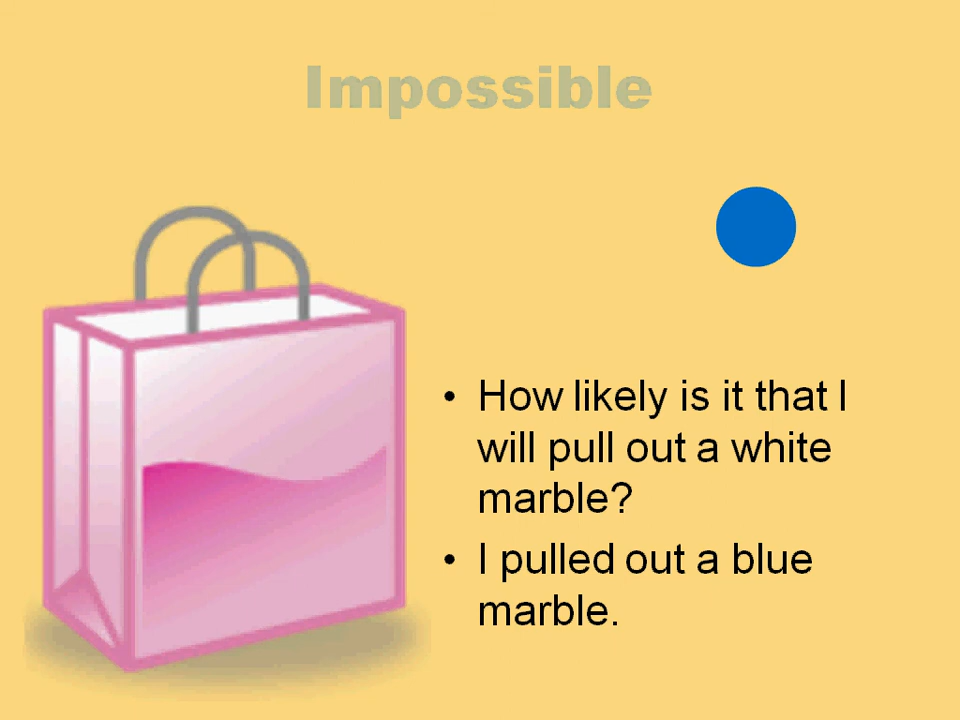 Impossible
• How likely is it that I
will pull out a white
marble?
• I pulled out a blue
marble.